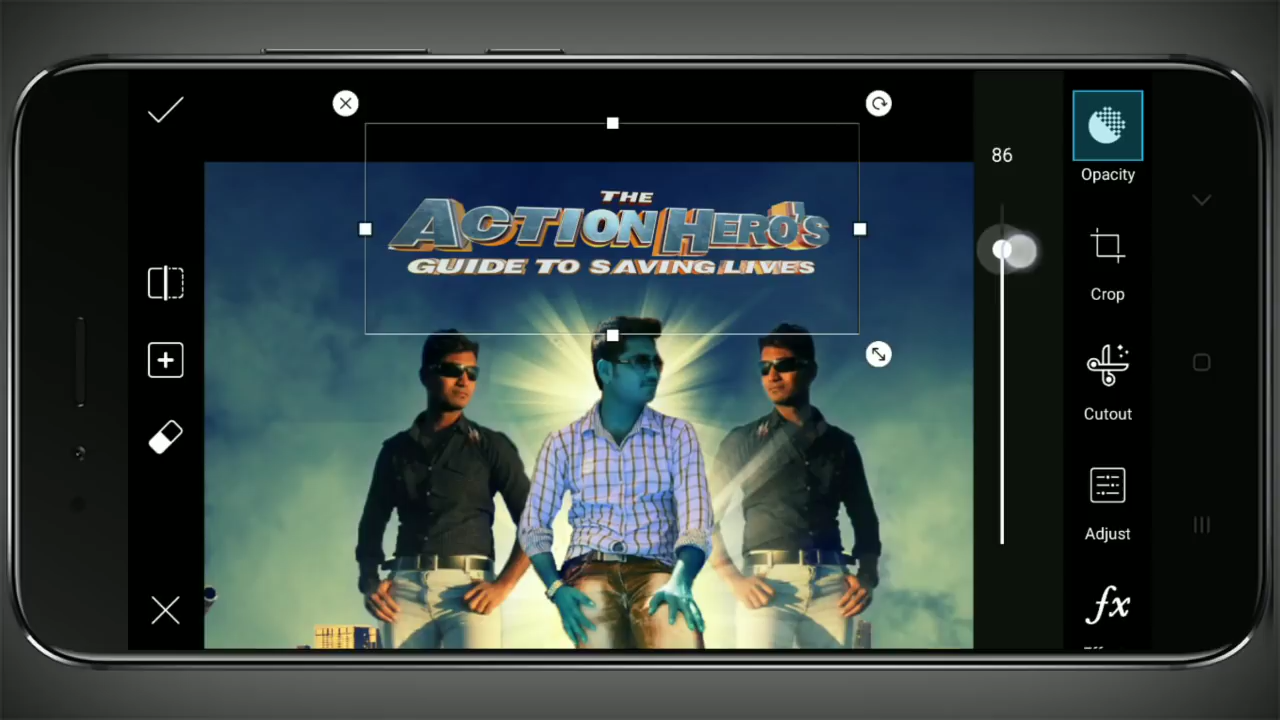 86
Opacity
THE
ACTION HERO'S
GUIDE TO SAVING LIVES
Crop
Cutout
Adjust
fx